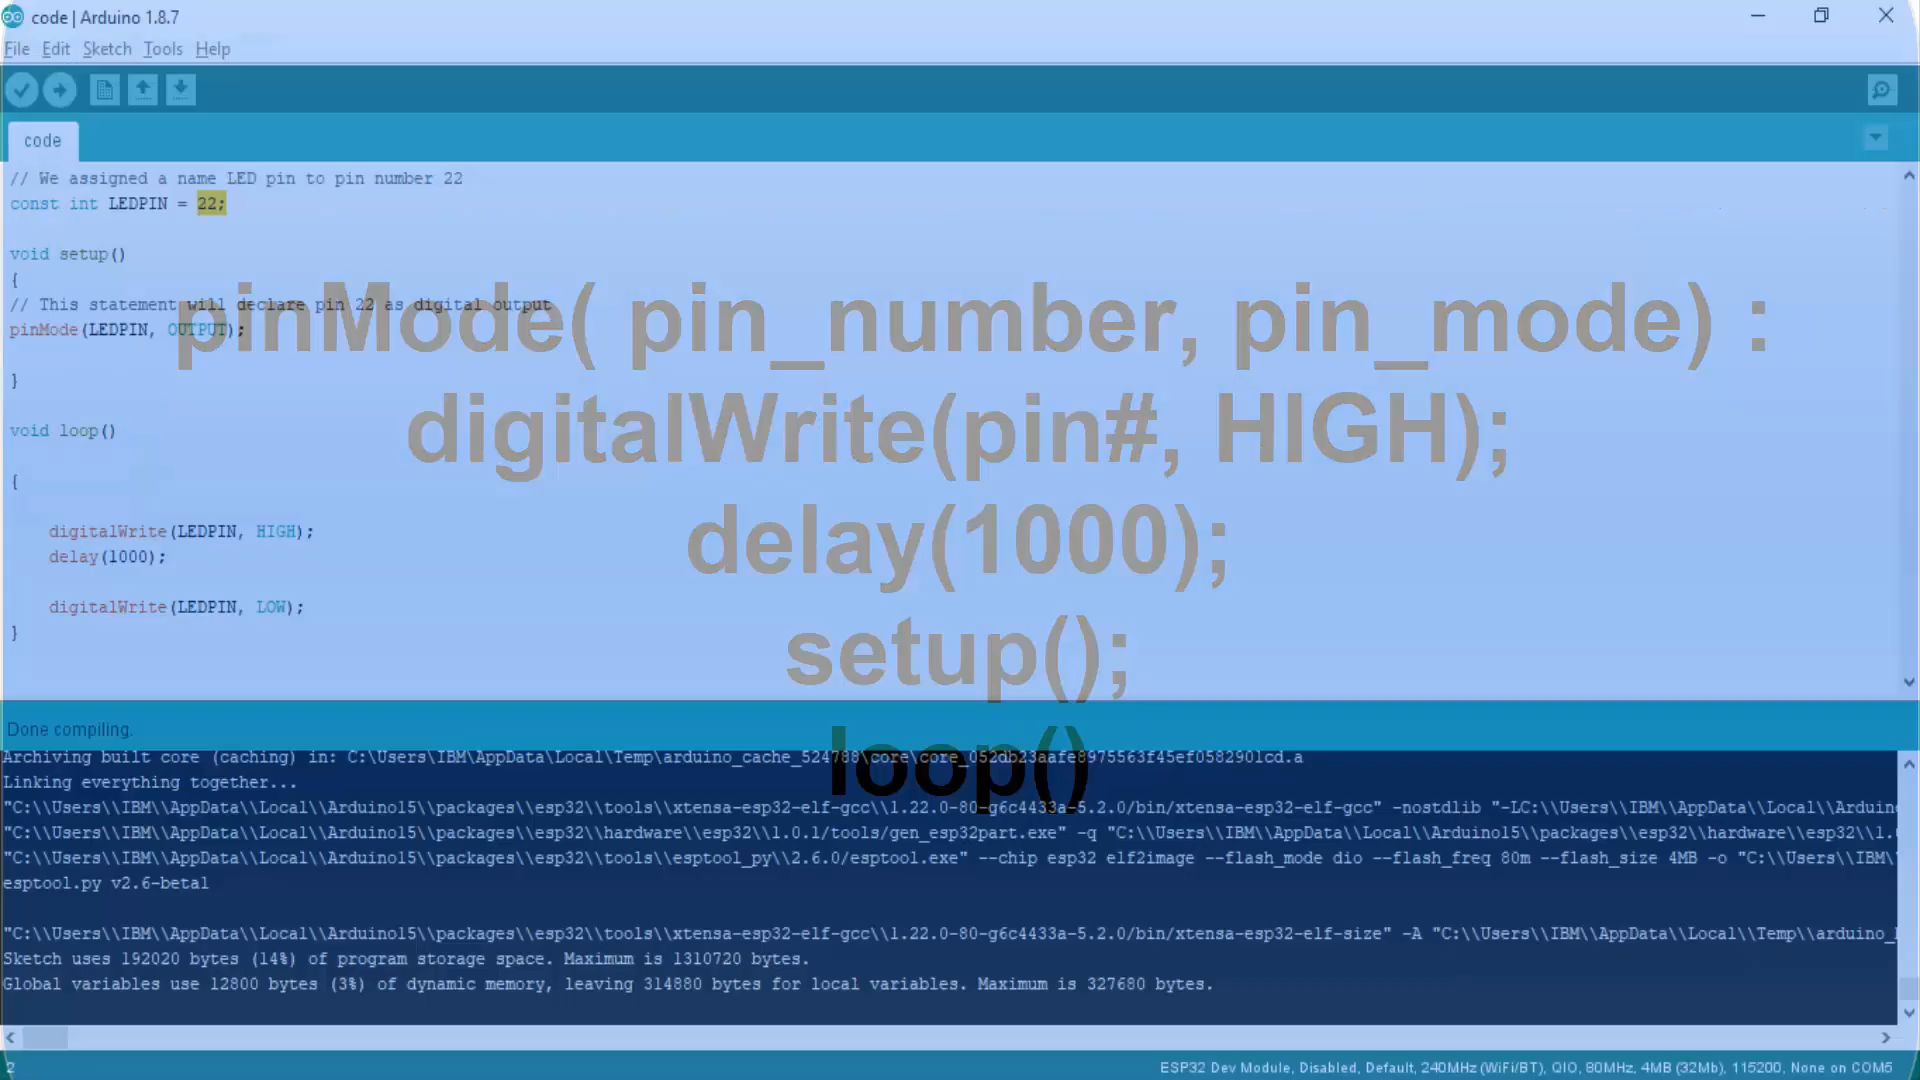 code | Arduino 1.8.7
File Edit Sketch Tools Help
code
// We assigned a name LED pin to pin number 22
const int LEDPIN = 22;
void setup()
{
// This statement will declare pin 22 as digital output
pinMode(LEDPIN, OUTPUT);
}
void loop()
{
digitalWrite(LEDPIN, HIGH);
delay(1000);
digitalWrite(LEDPIN, LOW);
}
pinMode( pin_number, pin_mode) :
digitalWrite(pin#, HIGH);
delay(1000);
setup();
loop()
Done compiling.
Archiving built core (caching) in: C:\Users\IBM\AppData\Local\Temp\arduino_cache_524788\core\core_052db23aafe8975563f45ef058290lcd.a
Linking everything together...
"C:\\Users\\IBM\\AppData\\Local\\Arduino15\\packages\\esp32\\tools\\xtensa-esp32-elf-gcc\\1.22.0-80-g6c4433a-5.2.0/bin/xtensa-esp32-elf-gcc" -nostdlib "-LC:\\Users\\IBM\\AppData\\Local\\Arduin
"C:\\Users\\IBM\\AppData\\Local\\Arduino15\\packages\\esp32\\hardware\\esp32\\1.0.1/tools/gen_esp32part.exe" -q "C:\\Users\\IBM\\AppData\\Local\\Arduino15\\packages\\esp32\\hardware\\esp32\\1.
"C:\\Users\\IBM\\AppData\\Local\\Arduino15\\packages\\esp32\\tools\\esptool_py\\2.6.0/esptool.exe" --chip esp32 elf2image --flash_mode dio --flash_freq 80m --flash_size 4MB -o "C:\\Users\\IBM\
esptool.py v2.6-beta1
"C:\\Users\\IBM\\AppData\\Local\\Arduino15\\packages\\esp32\\tools\\xtensa-esp32-elf-gcc\\1.22.0-80-g6c4433a-5.2.0/bin/xtensa-esp32-elf-size" -A "C:\\Users\\IBM\\AppData\\Local\\Temp\\arduino_
Sketch uses 192020 bytes (14%) of program storage space. Maximum is 1310720 bytes.
Global variables use 12800 bytes (3%) of dynamic memory, leaving 314880 bytes for local variables. Maximum is 327680 bytes.
2
ESP32 Dev Module, Disabled, Default, 240MHz (WiFi/BT), QIO, 80MHz, 4MB (32Mb), 115200, None on COM5